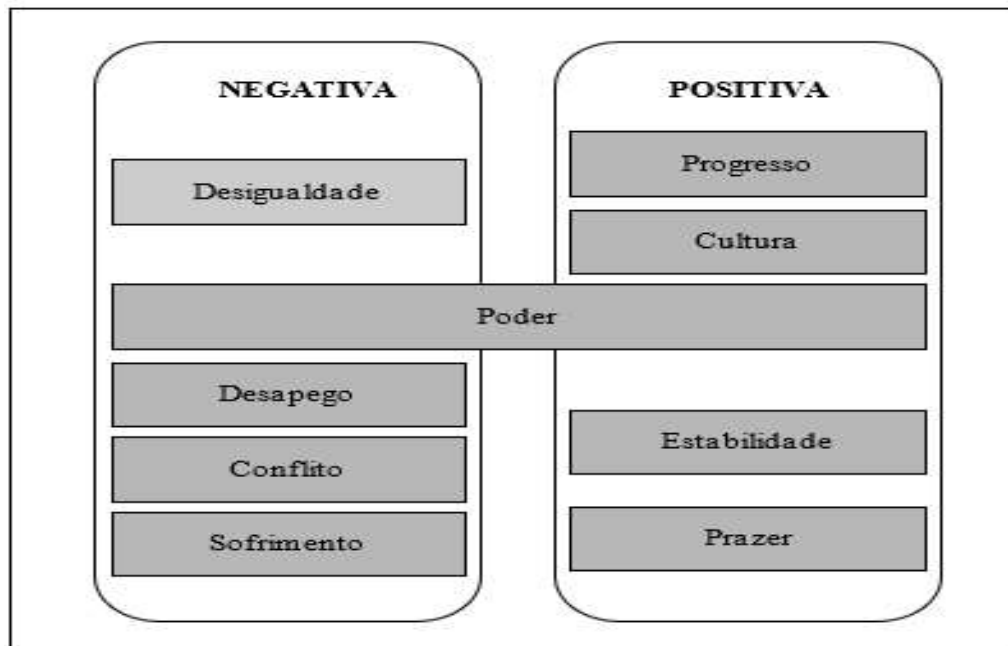 NEGATIVA
Desigualdade
Poder
Desapego
Conflito
Sofrimento
POSITIVA
Progresso
Cultura
Estabilidade
Prazer